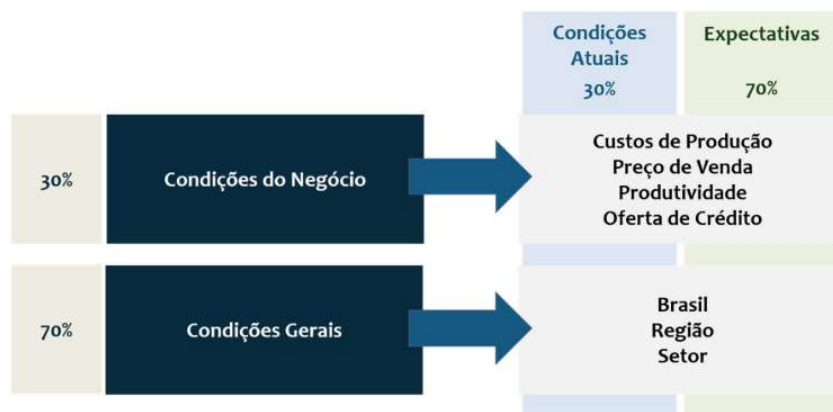 Condições
Atuais
30%
Expectativas
70%
30%
Condições do Negócio
Custos de Produção
Preço de Venda
Produtividade
Oferta de Crédito
70%
Condições Gerais
Brasil
Região
Setor